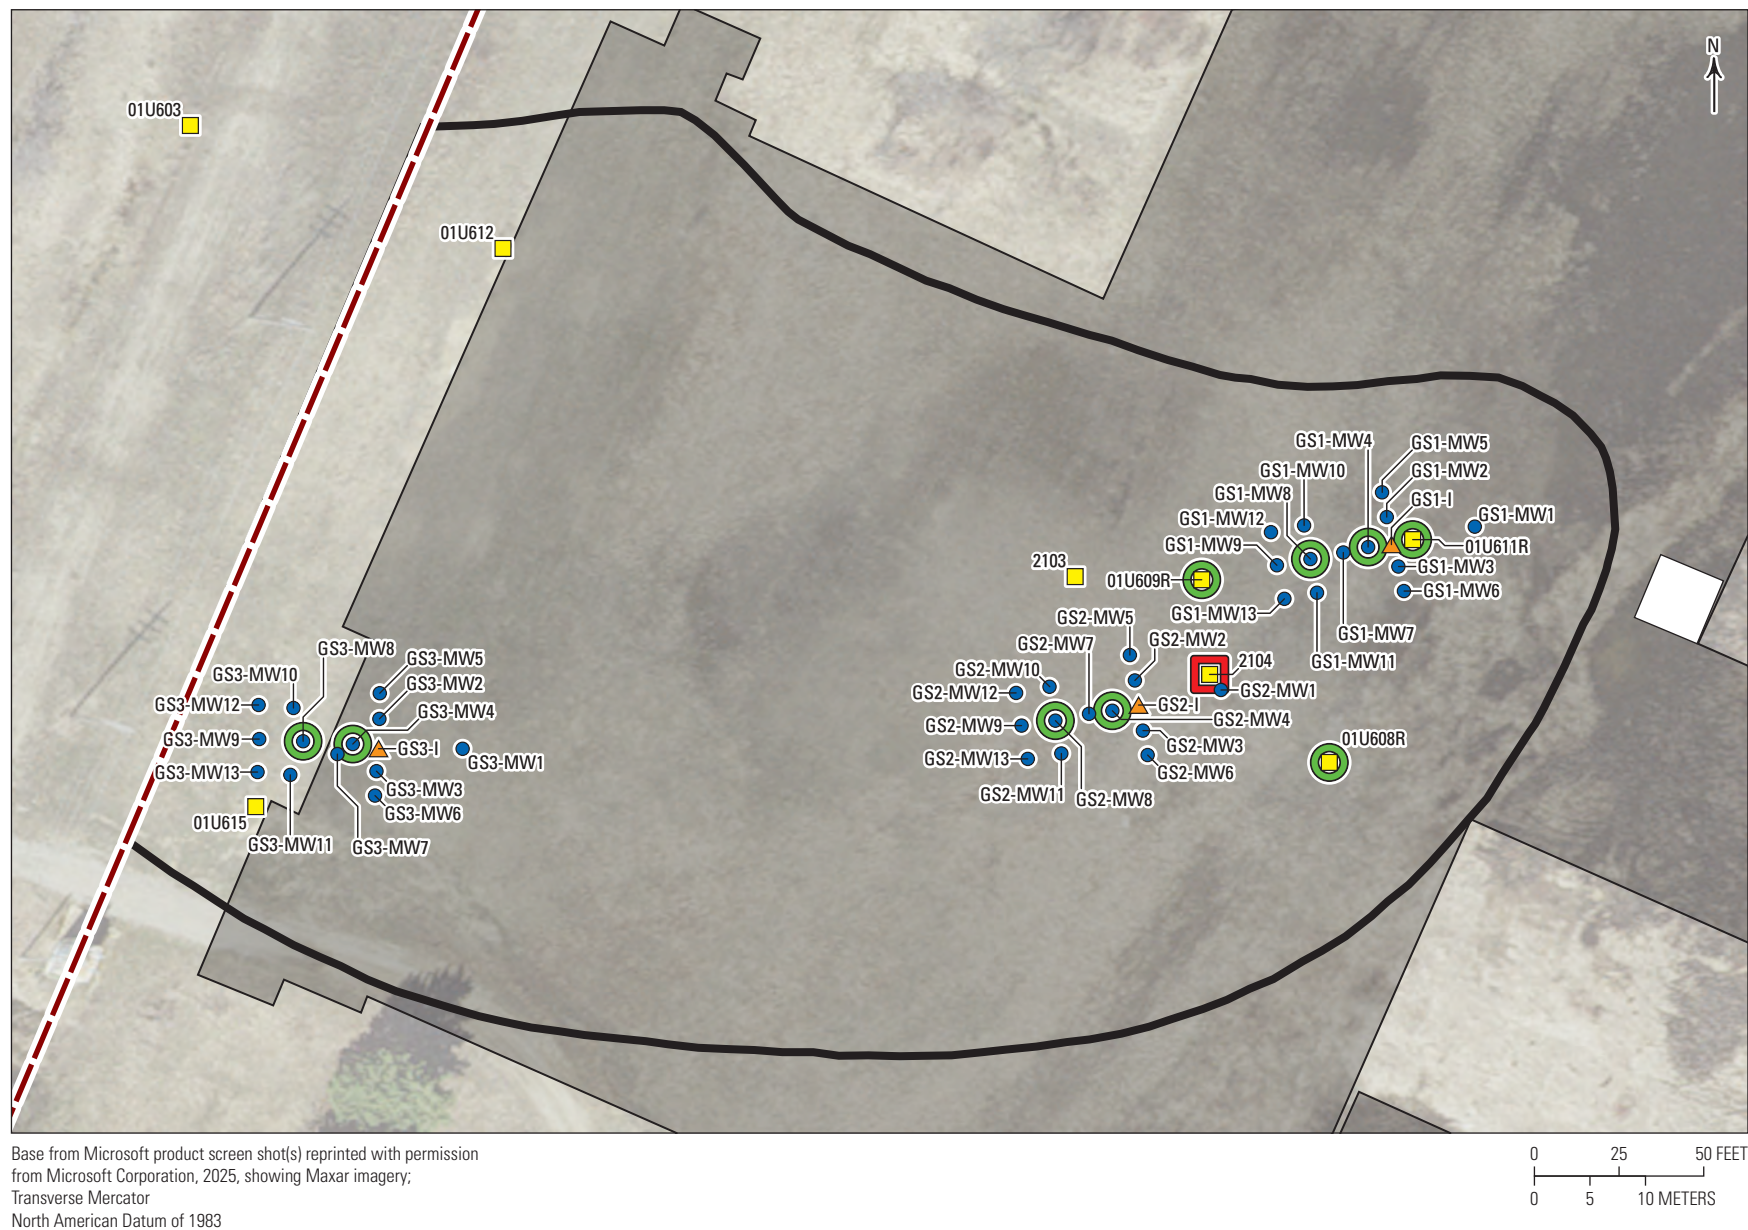 N
01U603
01U612
GS1-MW4
GS1-MW5
GS1-MW10
GS1-MW2
GS1-MW8
GS1-I
GS1-MW12
GS1-MW1
GS1-MW9
01U611R
2103
GS1-MW3
01U609R
GS1-MW6
GS1-MW13
GS2-MW5
GS1-MW7
GS2-MW7
GS2-MW2
GS3-MW8
GS3-MW5
2104
GS1-MW11
GS3-MW10
GS2-MW10
GS3-MW2
GS2-MW12
GS2-MW1
GS3-MW12
GS3-MW4
GS2-I
GS2-MW9
GS2-MW4
GS3-MW9
GS3-I
01U608R
GS2-MW3
GS3-MW1
GS2-MW13
GS3-MW13
GS2-MW6
GS3-MW3
GS2-MW11
GS2-MW8
GS3-MW6
01U615
GS3-MW11
GS3-MW7
Base from Microsoft product screen shot(s) reprinted with permission
from Microsoft Corporation, 2025, showing Maxar imagery;
Transverse Mercator
North American Datum of 1983
0 25 50 FEET
0 5 10 METERS